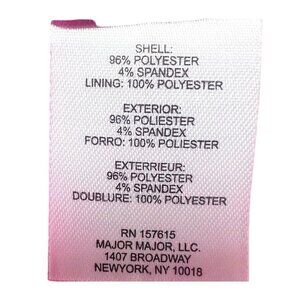 SHELL:
96% POLYESTER
4% SPANDEX
LINING: 100% POLYESTER
EXTERIOR:
96% POLIESTER
4% SPANDEX
FORRO: 100% POLIESTER
EXTERRIEUR:
96% POLYESTER
4% SPANDEX
DOUBLURE: 100% POLYESTER
RN 157615
MAJOR MAJOR, LLC.
1407 BROADWAY
NEWYORK, NY 10018